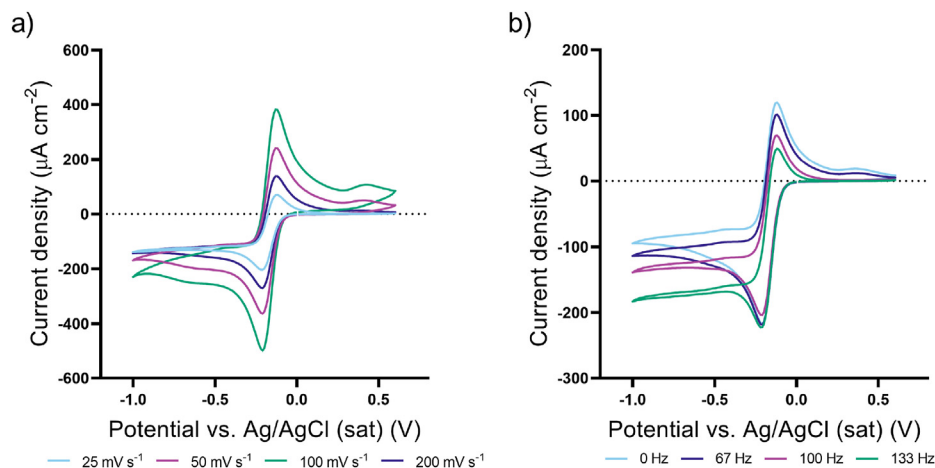 a)
600
400
200
0
-200
-400
-600
Current density (μA cm⁻²)
-1.0 -0.5 0.0 0.5
Potential vs. Ag/AgCl (sat) (V)
25 mV s⁻¹ 50 mV s⁻¹ 100 mV s⁻¹ 200 mV s⁻¹
b)
200
100
0
-100
-200
-300
Current density (μA cm⁻²)
-1.0 -0.5 0.0 0.5
Potential vs. Ag/AgCl (sat) (V)
0 Hz 67 Hz 100 Hz 133 Hz